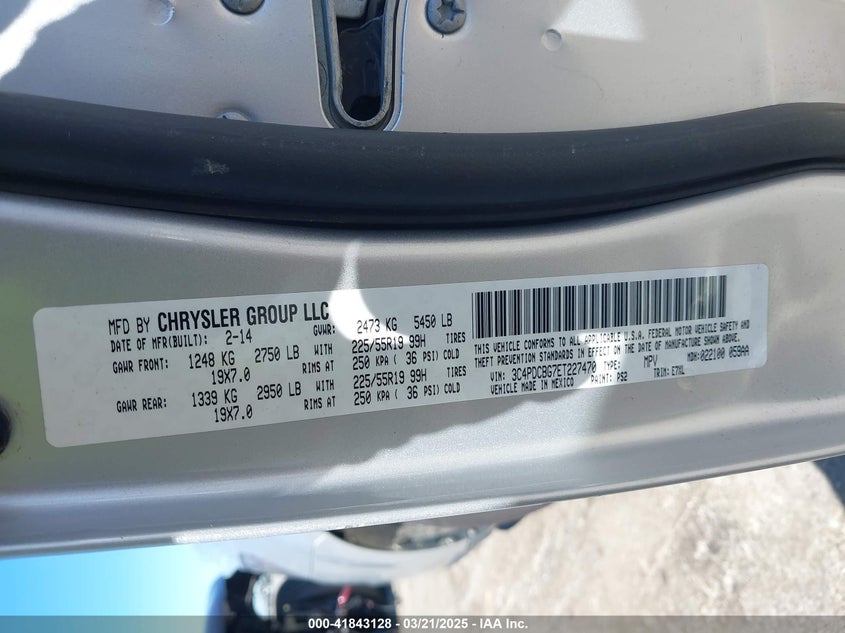 MFD BY CHRYSLER GROUP LLC
DATE OF MFR(BUILT): 2-14 GVWR: 2473 KG 5450 LB
GAWR FRONT: 1248 KG 2750 LB WITH 225/55R19 99H TIRES
19X7.0 RIMS AT 250 KPA ( 36 PSI) COLD
GAWR REAR: 1339 KG 2950 LB WITH 225/55R19 99H TIRES
19X7.0 RIMS AT 250 KPA ( 36 PSI) COLD
THIS VEHICLE CONFORMS TO ALL APPLICABLE U.S.A. FEDERAL MOTOR VEHICLE SAFETY AND
THEFT PREVENTION STANDARDS IN EFFECT ON THE DATE OF MANUFACTURE SHOWN ABOVE.
VIN: 3C4PDCBG7ET227470 TYPE: MPV MDH:022100 059AA
VEHICLE MADE IN MEXICO PAINT: PS2 TRIM: E7XL
000-41843128 - 03/21/2025 - IAA Inc.